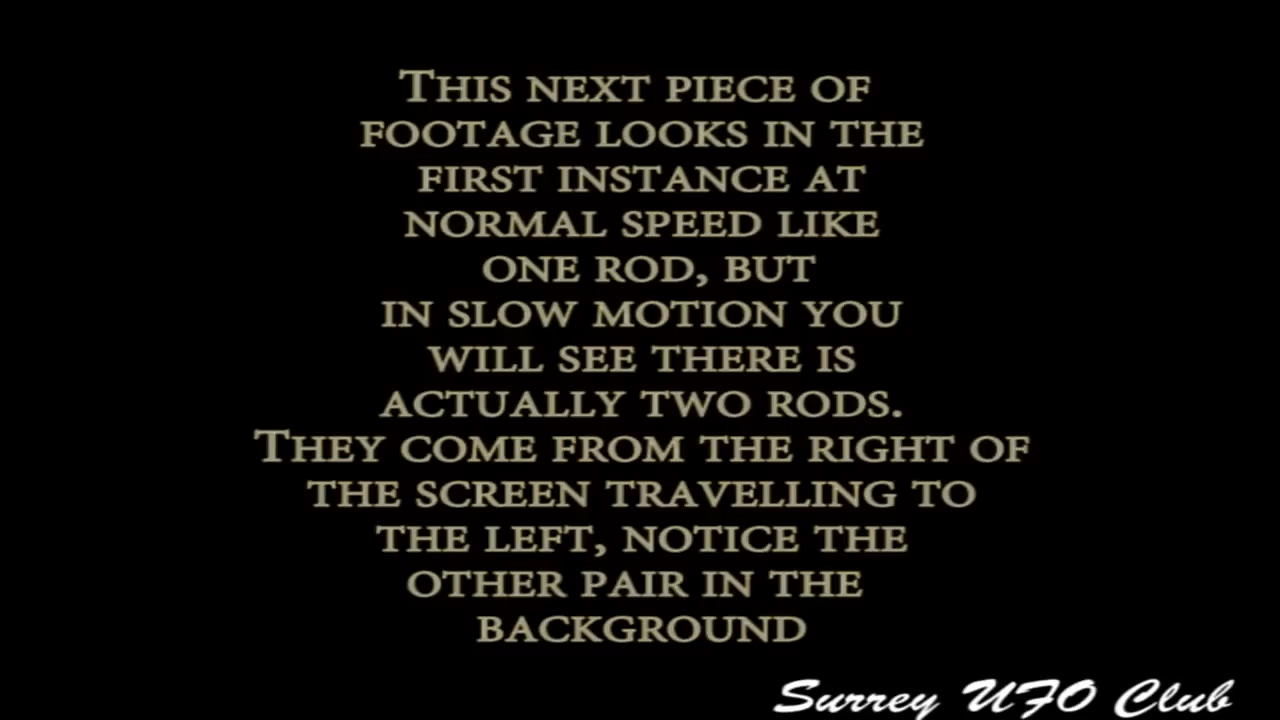 THIS NEXT PIECE OF
FOOTAGE LOOKS IN THE
FIRST INSTANCE AT
NORMAL SPEED LIKE
ONE ROD, BUT
IN SLOW MOTION YOU
WILL SEE THERE IS
ACTUALLY TWO RODS.
THEY COME FROM THE RIGHT OF
THE SCREEN TRAVELLING TO
THE LEFT, NOTICE THE
OTHER PAIR IN THE
BACKGROUND
Surrey UFO Club